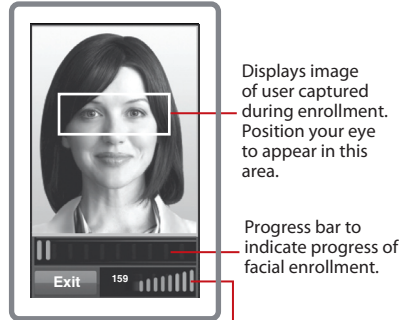 Displays image
of user captured
during enrollment.
Position your eye
to appear in this
area.
Progress bar to
indicate progress of
facial enrollment.
Exit 159